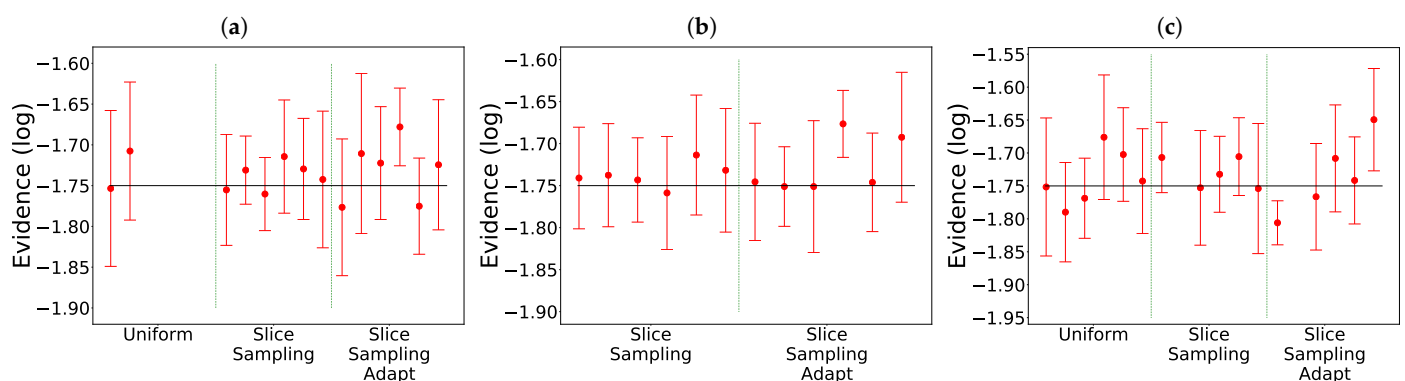 (a)
Evidence (log)
−1.60
−1.65
−1.70
−1.75
−1.80
−1.85
−1.90
Uniform
Slice
Sampling
Slice
Sampling
Adapt
(b)
Evidence (log)
−1.60
−1.65
−1.70
−1.75
−1.80
−1.85
−1.90
Slice
Sampling
Slice
Sampling
Adapt
(c)
Evidence (log)
−1.55
−1.60
−1.65
−1.70
−1.75
−1.80
−1.85
−1.90
−1.95
Uniform
Slice
Sampling
Slice
Sampling
Adapt